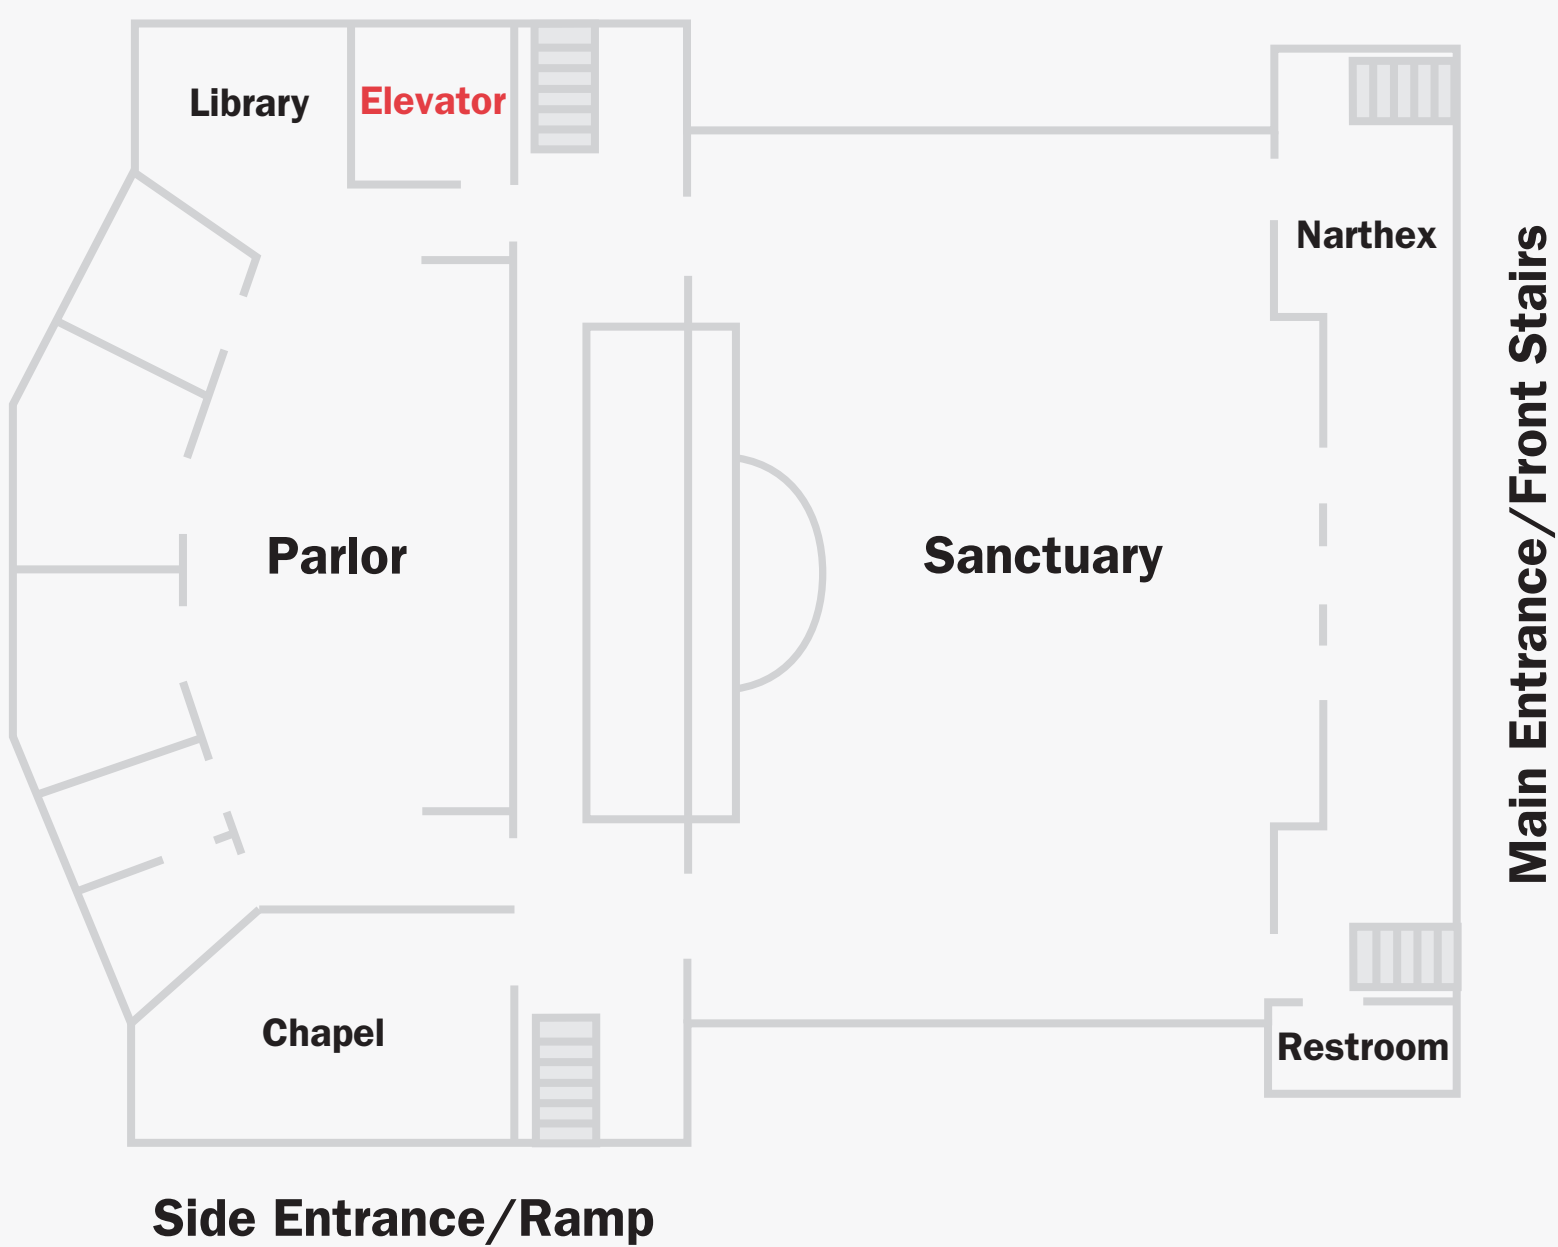 Library
Elevator
Narthex
Main Entrance/Front Stairs
Parlor
Sanctuary
Chapel
Restroom
Side Entrance/Ramp